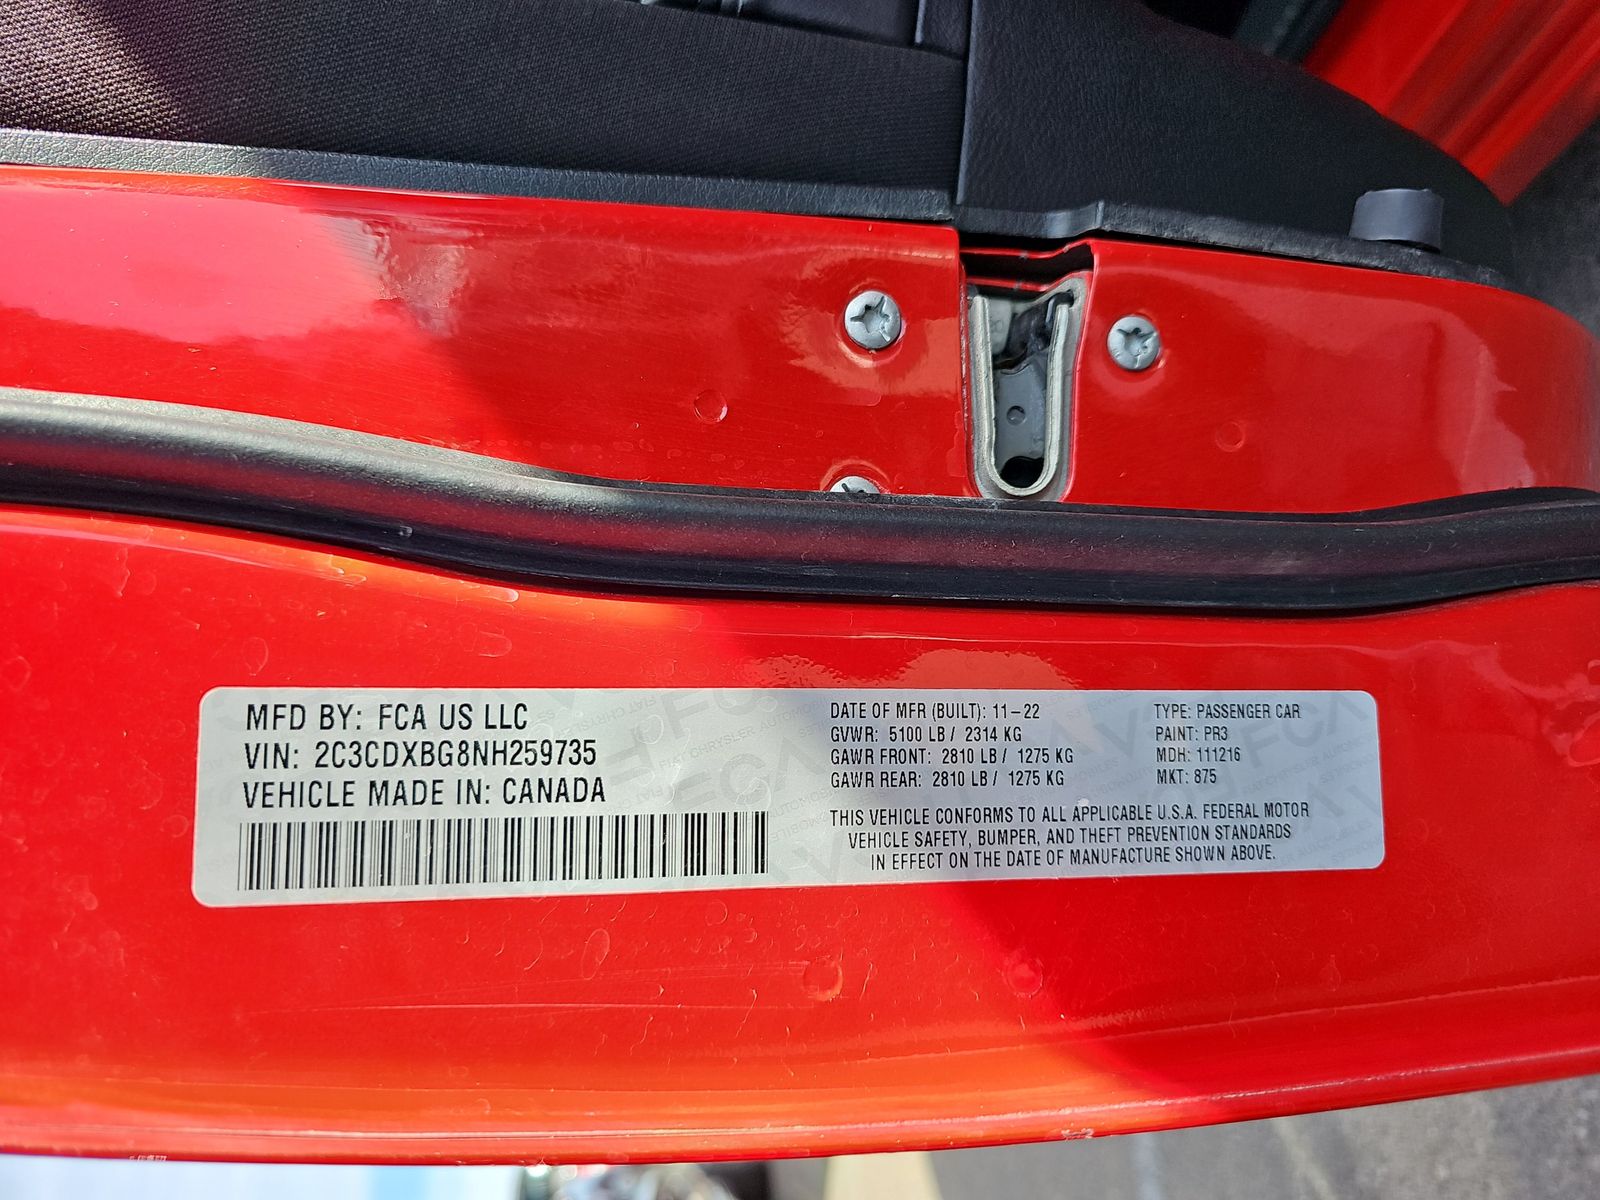 MFD BY: FCA US LLC
VIN: 2C3CDXBG8NH259735
VEHICLE MADE IN: CANADA
DATE OF MFR (BUILT): 11-22
GVWR: 5100 LB / 2314 KG
GAWR FRONT: 2810 LB / 1275 KG
GAWR REAR: 2810 LB / 1275 KG
TYPE: PASSENGER CAR
PAINT: PR3
MDH: 111216
MKT: 875
THIS VEHICLE CONFORMS TO ALL APPLICABLE U.S.A. FEDERAL MOTOR
VEHICLE SAFETY, BUMPER, AND THEFT PREVENTION STANDARDS
IN EFFECT ON THE DATE OF MANUFACTURE SHOWN ABOVE.